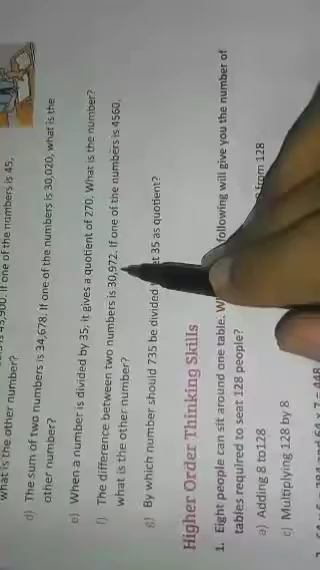 what is the other number?
d) The sum of two numbers is 34,678. If one of the numbers is 30,020, what is the
other number?
e) When a number is divided by 35, it gives a quotient of 270. What is the number?
f) The difference between two numbers is 30,972. If one of the numbers is 4560,
what is the other number?
g) By which number should 735 be divided 35 as quotient?
Higher Order Thinking Skills
1. Eight people can sit around one table. following will give you the number of
tables required to seat 128 people?
a) Adding 8 to128 from 128
c) Multiplying 128 by 8